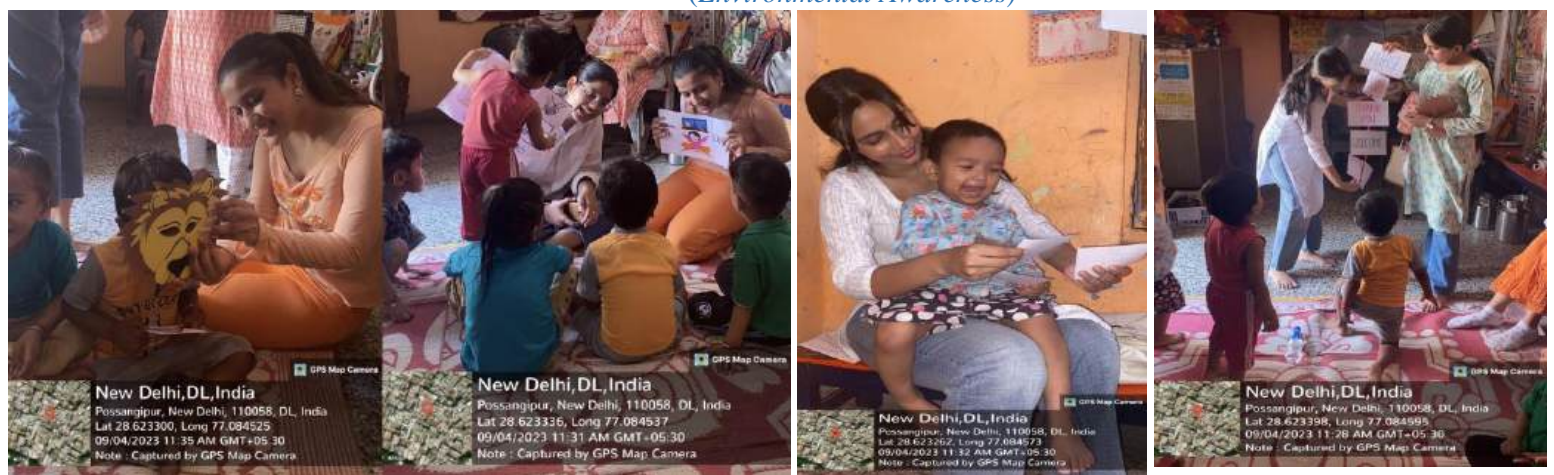 (Environmental Awareness)
GPS Map Camera
New Delhi,DL,India
Possangipur, New Delhi, 110058, DL, India
Lat 28.623300, Long 77.084525
09/04/2023 11:35 AM GMT+05:30
Note : Captured by GPS Map Camera
GPS Map Camera
New Delhi,DL,India
Possangipur, New Delhi, 110058, DL, India
Lat 28.623336, Long 77.084537
09/04/2023 11:31 AM GMT+05:30
Note : Captured by GPS Map Camera
GPS Map Camera
New Delhi,DL,India
Possangipur, New Delhi, 110058, DL, India
Lat 28.623262, Long 77.084573
09/04/2023 11:32 AM GMT+05:30
Note : Captured by GPS Map Camera
GPS Map Camera
New Delhi,DL,India
Possangipur, New Delhi, 110058, DL, India
Lat 28.623398, Long 77.084595
09/04/2023 11:28 AM GMT+05:30
Note : Captured by GPS Map Camera